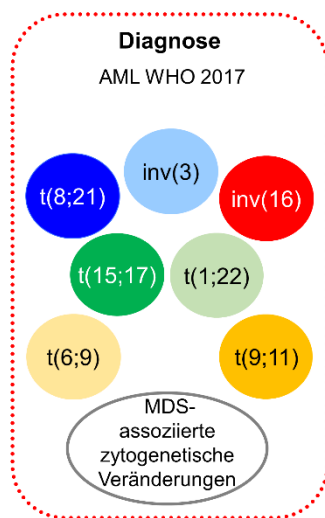 Diagnose
AML WHO 2017
inv(3)
t(8;21)
inv(16)
t(15;17)
t(1;22)
t(6;9)
t(9;11)
MDS-
assoziierte
zytogenetische
Veränderungen